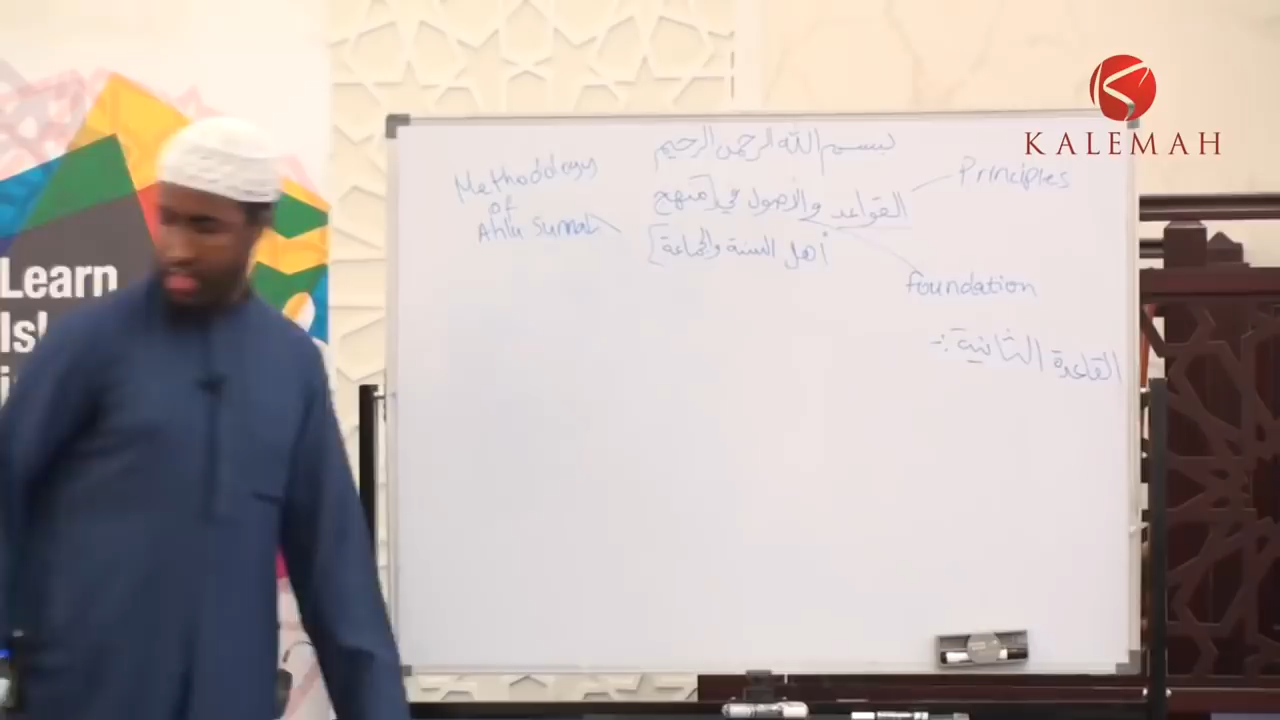 KALEMAH
Learn
بسم الله الرحمن الرحيم
القواعد والأصول في [منهج
أهل السنة والجماعة]
Principles
foundation
Methodology
of
Ahlu Sunnah
القاعدة الثانية :-